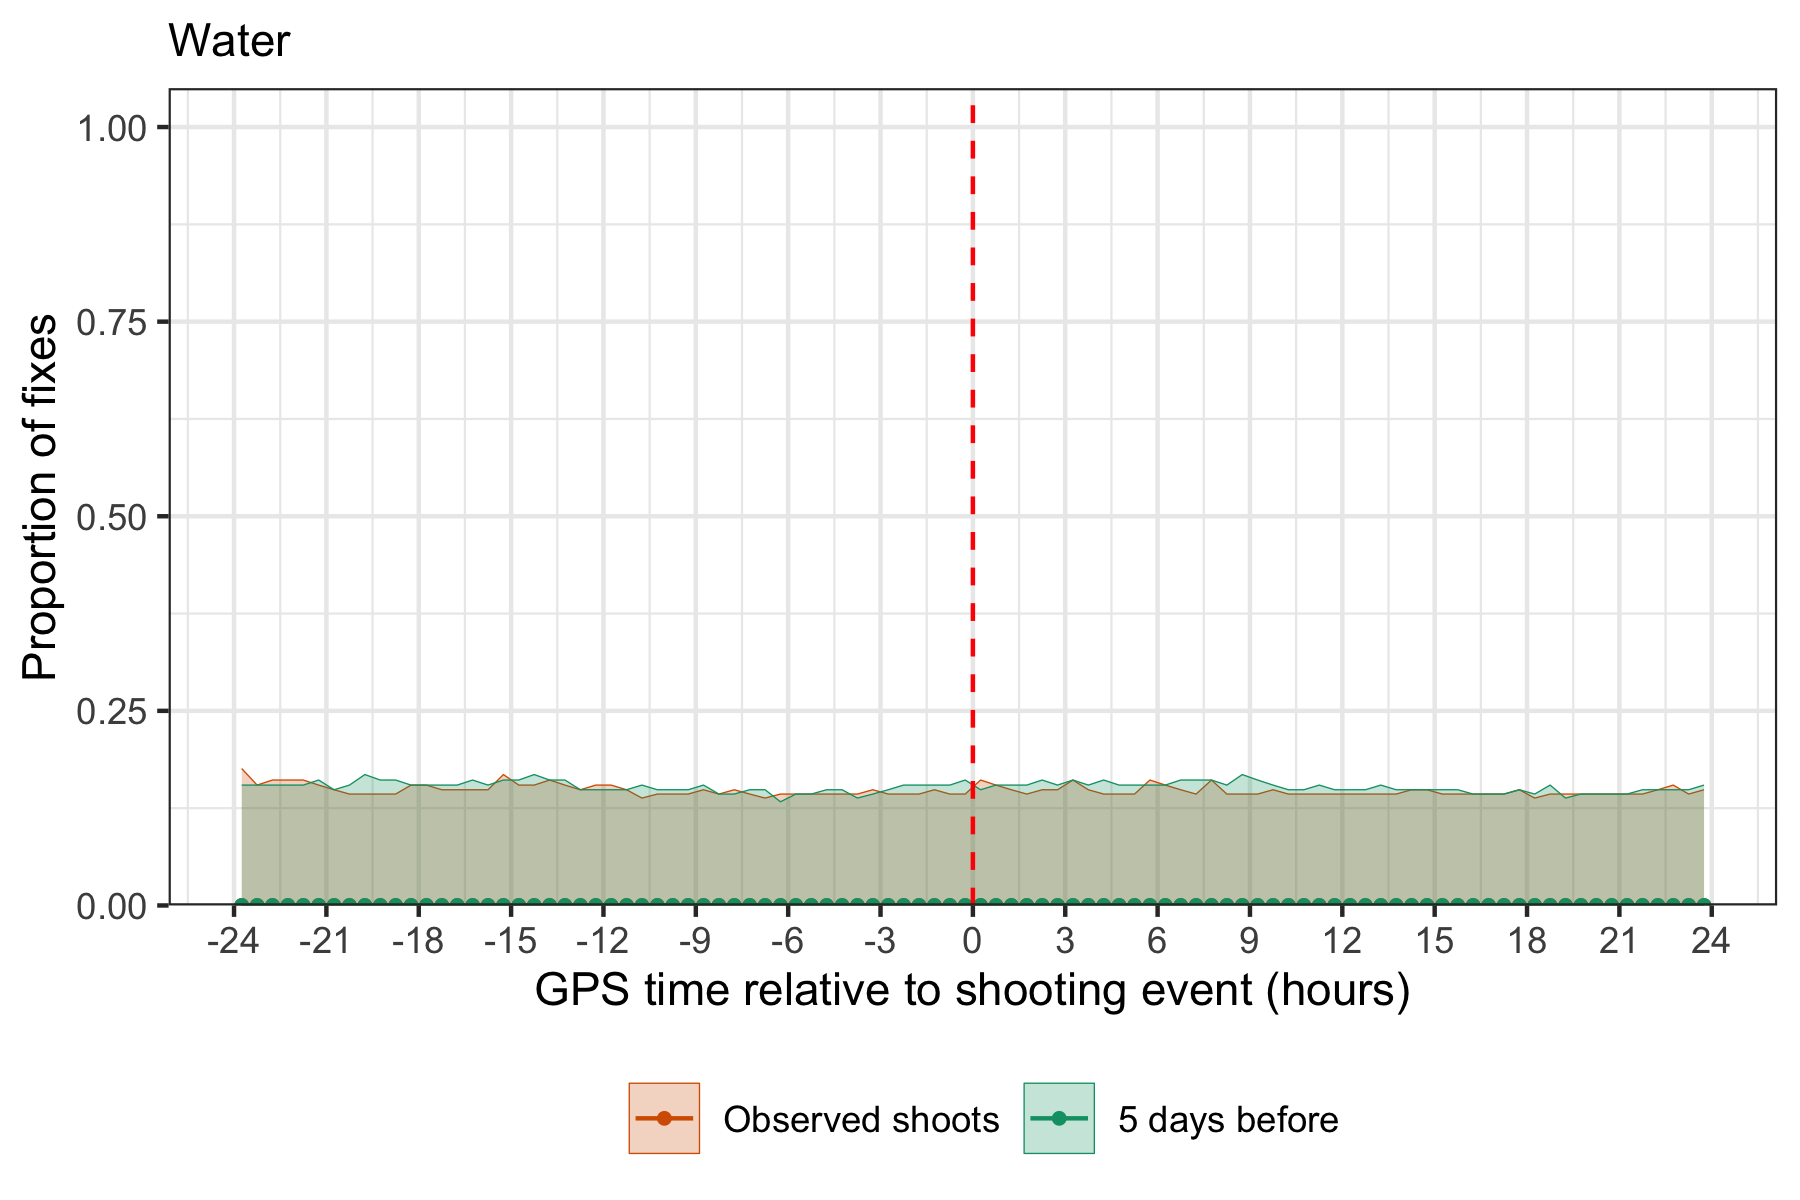 Water
1.00
0.75
0.50
0.25
0.00
Proportion of fixes
-24 -21 -18 -15 -12 -9 -6 -3 0 3 6 9 12 15 18 21 24
GPS time relative to shooting event (hours)
Observed shoots 5 days before